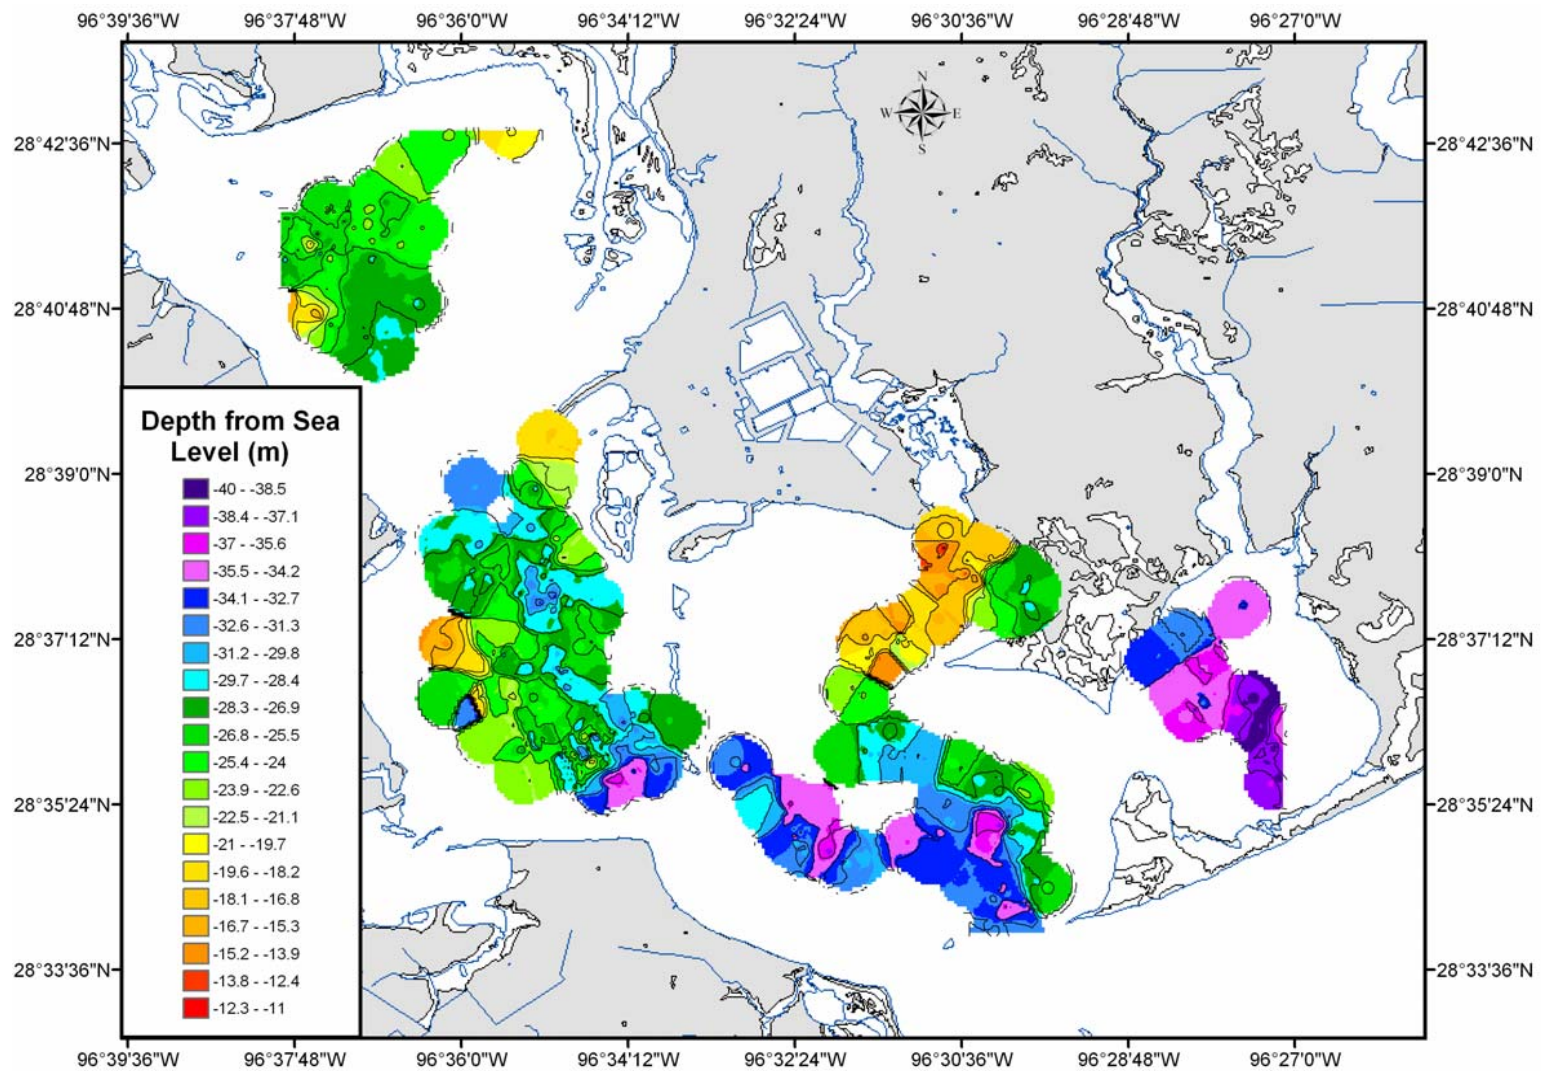 96°39'36"W 96°37'48"W 96°36'0"W 96°34'12"W 96°32'24"W 96°30'36"W 96°28'48"W 96°27'0"W
N
W E
S
28°42'36"N 28°42'36"N
28°40'48"N 28°40'48"N
28°39'0"N 28°39'0"N
28°37'12"N 28°37'12"N
28°35'24"N 28°35'24"N
28°33'36"N 28°33'36"N
Depth from Sea
Level (m)
-40 - -38.5
-38.4 - -37.1
-37 - -35.6
-35.5 - -34.2
-34.1 - -32.7
-32.6 - -31.3
-31.2 - -29.8
-29.7 - -28.4
-28.3 - -26.9
-26.8 - -25.5
-25.4 - -24
-23.9 - -22.6
-22.5 - -21.1
-21 - -19.7
-19.6 - -18.2
-18.1 - -16.8
-16.7 - -15.3
-15.2 - -13.9
-13.8 - -12.4
-12.3 - -11
96°39'36"W 96°37'48"W 96°36'0"W 96°34'12"W 96°32'24"W 96°30'36"W 96°28'48"W 96°27'0"W